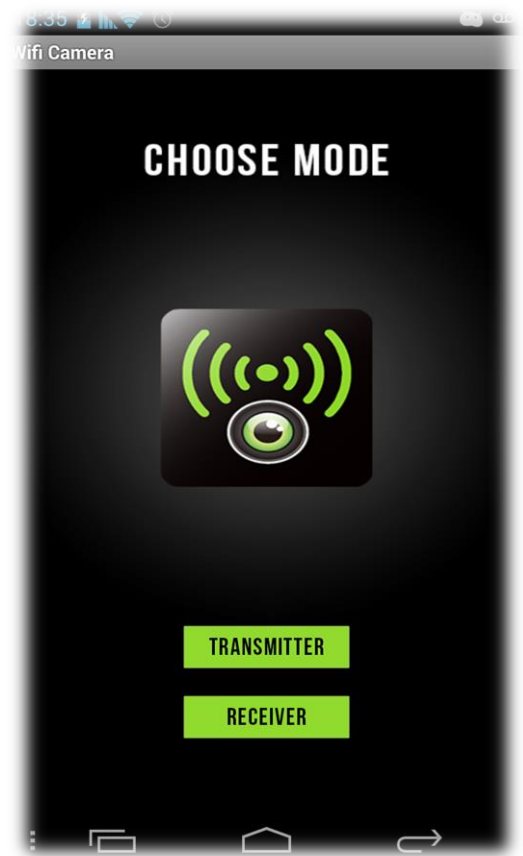 8:35
Wifi Camera
CHOOSE MODE
TRANSMITTER
RECEIVER